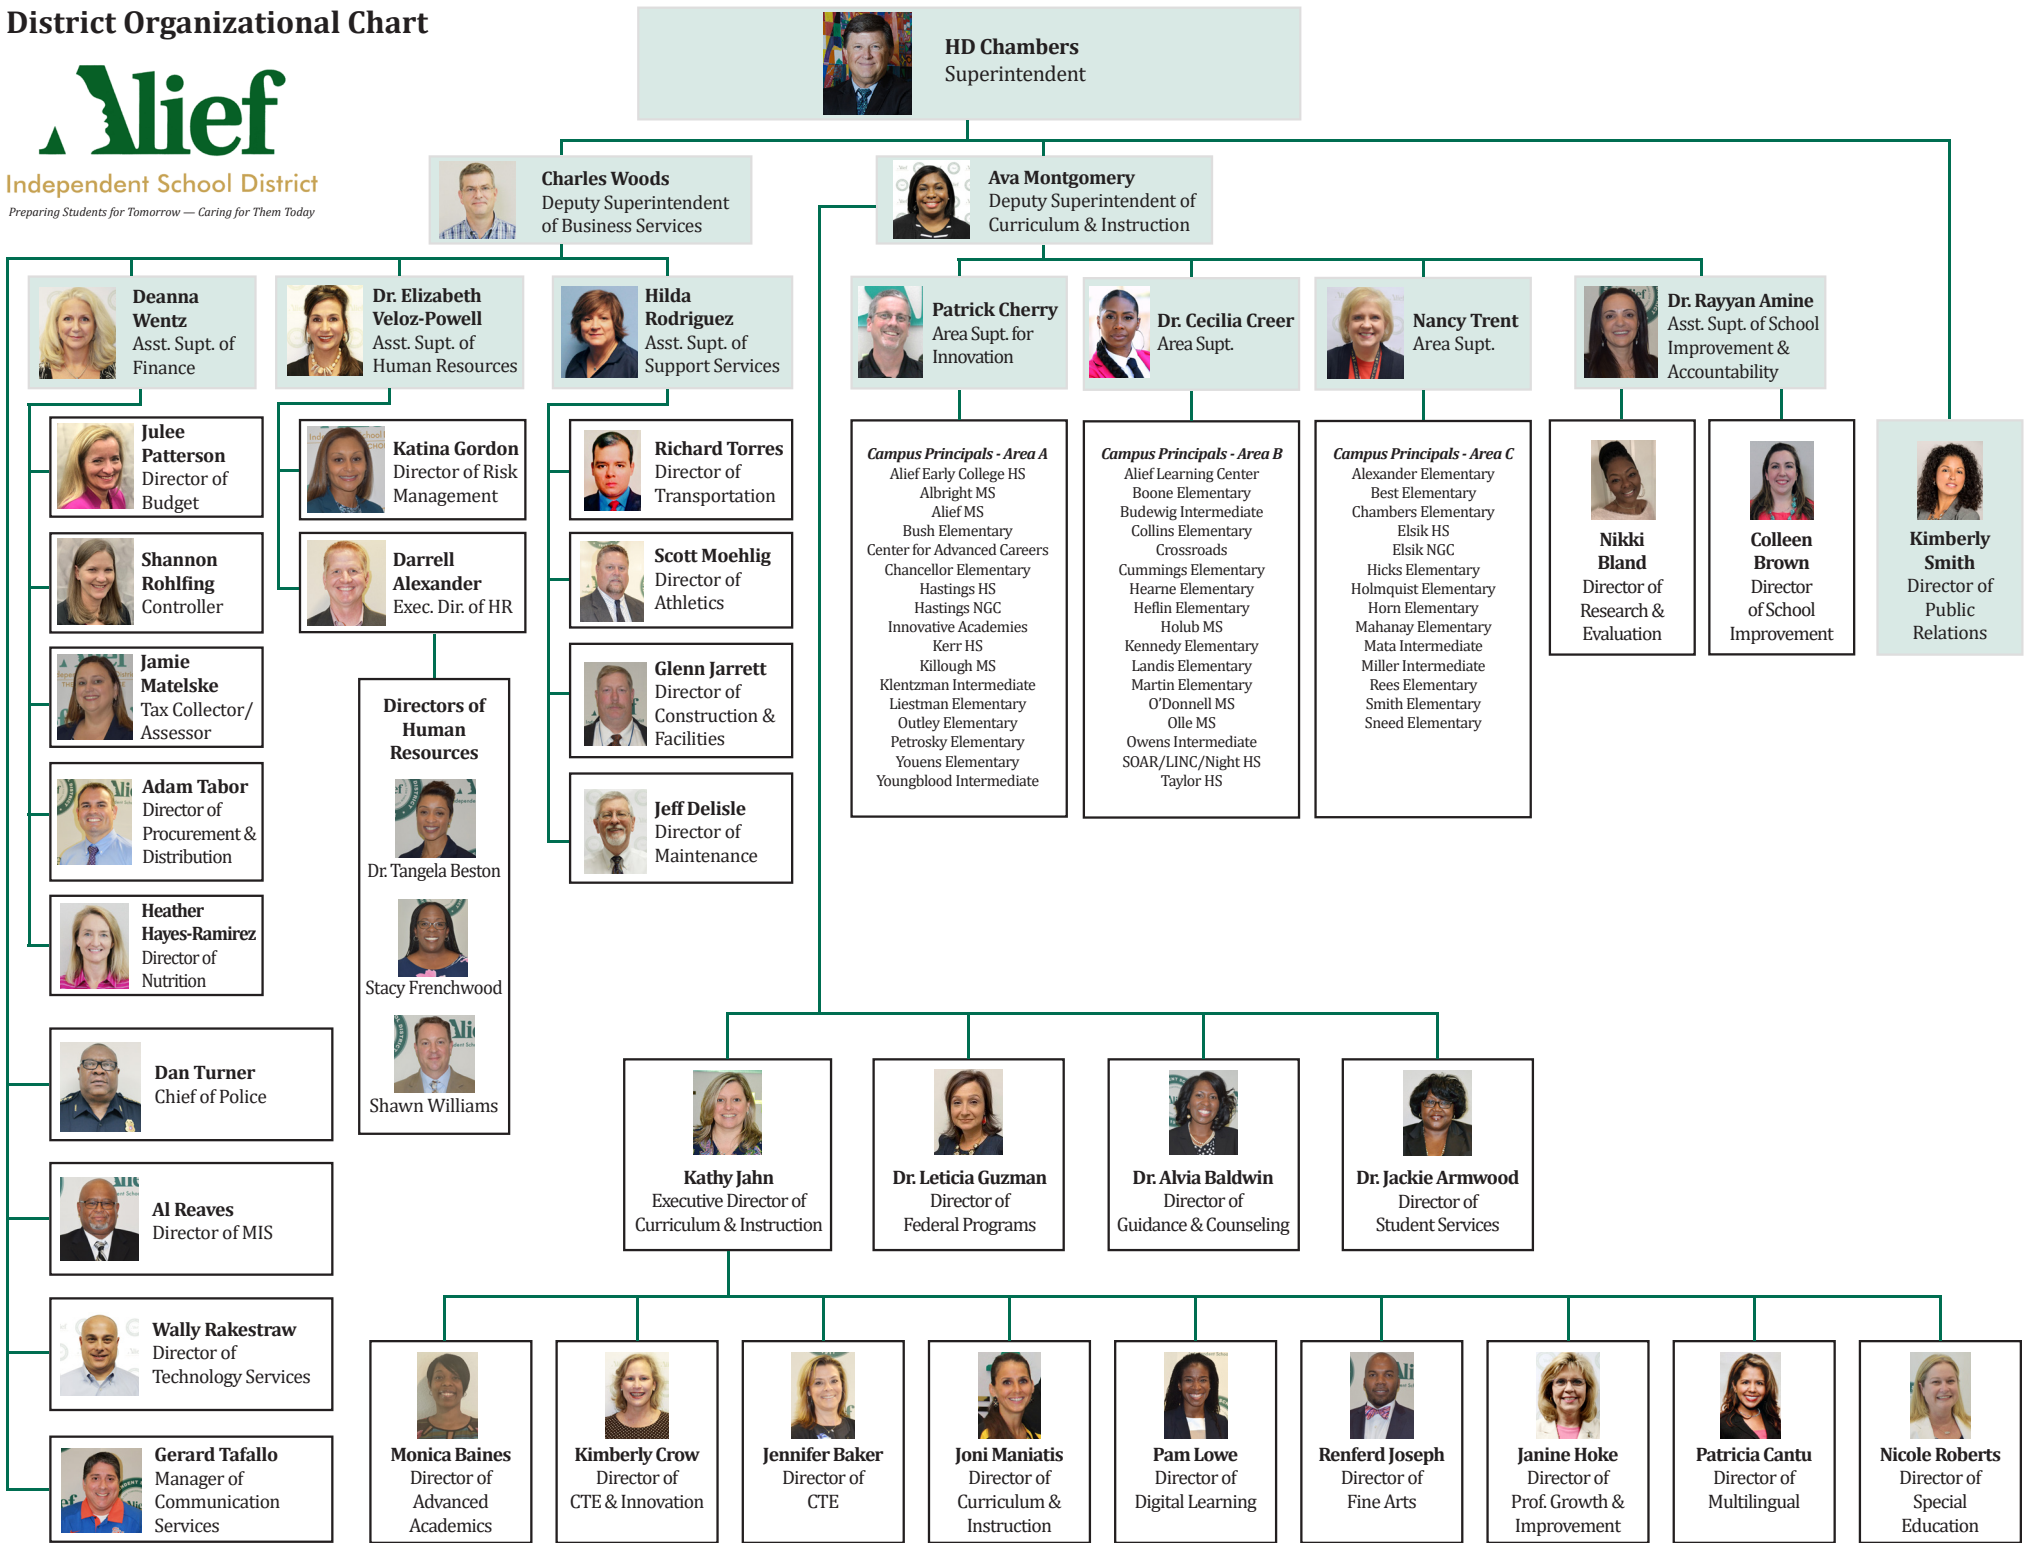 District Organizational Chart
Alief
Independent School District
Preparing Students for Tomorrow — Caring for Them Today
HD Chambers
Superintendent
Charles Woods
Deputy Superintendent
of Business Services
Ava Montgomery
Deputy Superintendent of
Curriculum & Instruction
Deanna
Wentz
Asst. Supt. of
Finance
Dr. Elizabeth
Veloz-Powell
Asst. Supt. of
Human Resources
Hilda
Rodriguez
Asst. Supt. of
Support Services
Patrick Cherry
Area Supt. for
Innovation
Dr. Cecilia Creer
Area Supt.
Nancy Trent
Area Supt.
Dr. Rayyan Amine
Asst. Supt. of School
Improvement &
Accountability
Julee
Patterson
Director of
Budget
Shannon
Rohlfing
Controller
Jamie
Matelske
Tax Collector/
Assessor
Adam Tabor
Director of
Procurement &
Distribution
Heather
Hayes-Ramirez
Director of
Nutrition
Katina Gordon
Director of Risk
Management
Darrell
Alexander
Exec. Dir. of HR
Directors of
Human
Resources
Dr. Tangela Beston
Stacy Frenchwood
Shawn Williams
Richard Torres
Director of
Transportation
Scott Moehlig
Director of
Athletics
Glenn Jarrett
Director of
Construction &
Facilities
Jeff Delisle
Director of
Maintenance
Campus Principals - Area A
Alief Early College HS
Albright MS
Alief MS
Bush Elementary
Center for Advanced Careers
Chancellor Elementary
Hastings HS
Hastings NGC
Innovative Academies
Kerr HS
Killough MS
Klentzman Intermediate
Liestman Elementary
Outley Elementary
Petrosky Elementary
Youens Elementary
Youngblood Intermediate
Campus Principals - Area B
Alief Learning Center
Boone Elementary
Budewig Intermediate
Collins Elementary
Crossroads
Cummings Elementary
Hearne Elementary
Heflin Elementary
Holub MS
Kennedy Elementary
Landis Elementary
Martin Elementary
O'Donnell MS
Olle MS
Owens Intermediate
SOAR/LINC/Night HS
Taylor HS
Campus Principals - Area C
Alexander Elementary
Best Elementary
Chambers Elementary
Elsik HS
Elsik NGC
Hicks Elementary
Holmquist Elementary
Horn Elementary
Mahanay Elementary
Mata Intermediate
Miller Intermediate
Rees Elementary
Smith Elementary
Sneed Elementary
Nikki
Bland
Director of
Research &
Evaluation
Colleen
Brown
Director
of School
Improvement
Kimberly
Smith
Director of
Public
Relations
Dan Turner
Chief of Police
Al Reaves
Director of MIS
Wally Rakestraw
Director of
Technology Services
Gerard Tafallo
Manager of
Communication
Services
Kathy Jahn
Executive Director of
Curriculum & Instruction
Dr. Leticia Guzman
Director of
Federal Programs
Dr. Alvia Baldwin
Director of
Guidance & Counseling
Dr. Jackie Armwood
Director of
Student Services
Monica Baines
Director of
Advanced
Academics
Kimberly Crow
Director of
CTE & Innovation
Jennifer Baker
Director of
CTE
Joni Maniatis
Director of
Curriculum &
Instruction
Pam Lowe
Director of
Digital Learning
Renferd Joseph
Director of
Fine Arts
Janine Hoke
Director of
Prof. Growth &
Improvement
Patricia Cantu
Director of
Multilingual
Nicole Roberts
Director of
Special
Education